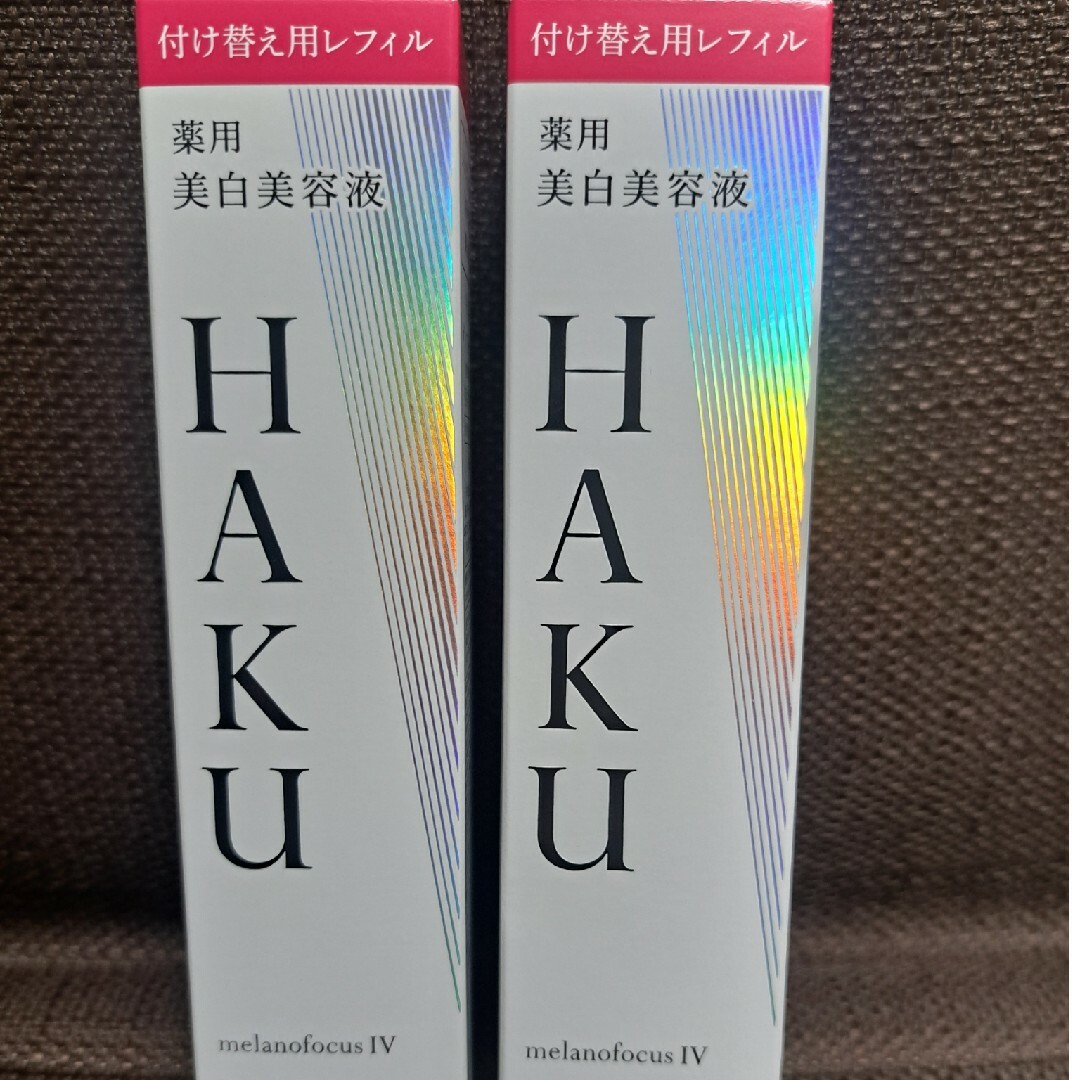 付け替え用レフィル
薬用
美白美容液
HAKU
melanofocus IV
付け替え用レフィル
薬用
美白美容液
HAKU
melanofocus IV